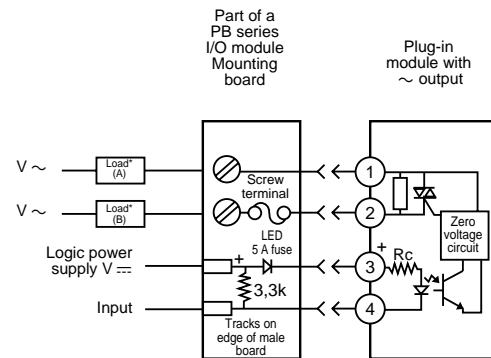 Part of a
PB series
I/O module
Mounting
board
Plug-in
module with
∼ output
V ∼
Load*
(A)
1
V ∼
Load*
(B)
Screw
terminal
2
LED
5 A fuse
Zero
voltage
circuit
Logic power
supply V ⎓
+
3
+
Rc
3,3k
Input
4
Tracks on
edge of male
board